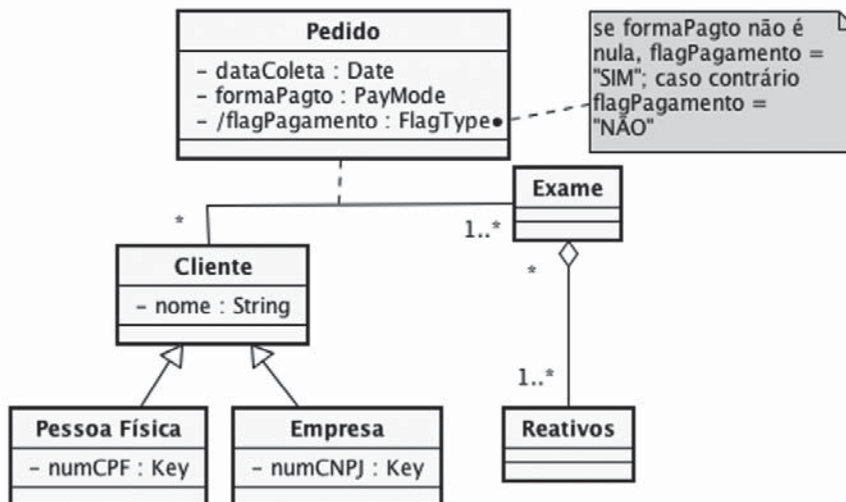 Pedido
- dataColeta : Date
- formaPagto : PayMode
- /flagPagamento : FlagType
se formaPagto não é
nula, flagPagamento =
"SIM"; caso contrário
flagPagamento =
"NÃO"
Exame
*
1..*
Cliente
*
- nome : String
1..*
Pessoa Física
Empresa
Reativos
- numCPF : Key
- numCNPJ : Key